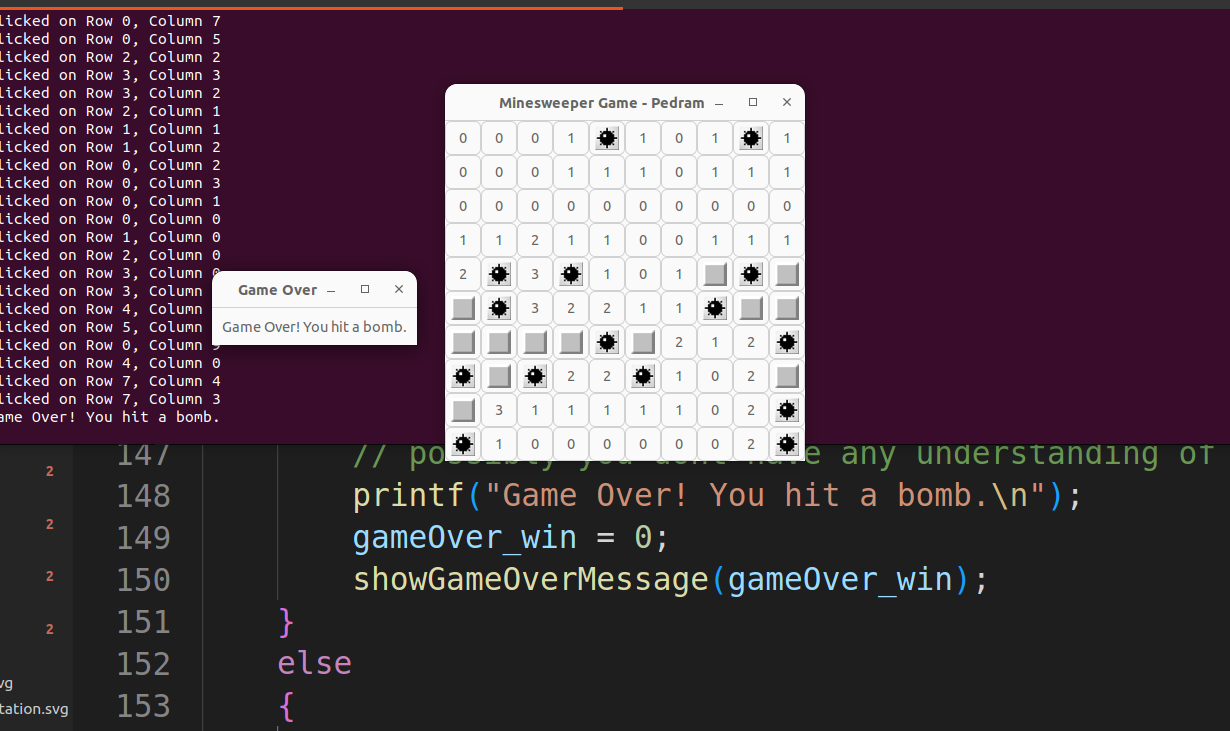 licked on Row 0, Column 7
licked on Row 0, Column 5
licked on Row 2, Column 2
licked on Row 3, Column 3
licked on Row 3, Column 2
licked on Row 2, Column 1
licked on Row 1, Column 1
licked on Row 1, Column 2
licked on Row 0, Column 2
licked on Row 0, Column 3
licked on Row 0, Column 1
licked on Row 0, Column 0
licked on Row 1, Column 0
licked on Row 2, Column 0
licked on Row 3, Column
licked on Row 3, Column
licked on Row 4, Column
licked on Row 5, Column
licked on Row 0, Column
licked on Row 4, Column 0
licked on Row 7, Column 4
licked on Row 7, Column 3
ame Over! You hit a bomb.
Minesweeper Game - Pedram
0 0 0 1 1 0 1 1
0 0 0 1 1 1 0 1 1 1
0 0 0 0 0 0 0 0 0 0
1 1 2 1 1 0 0 1 1 1
2 3 1 0 1
3 2 2 1 1
2 1 2
2 2 1 0 2
3 1 1 1 1 1 0 2
1 0 0 0 0 0 0 2
Game Over
Game Over! You hit a bomb.
2
2
2
2
vg
tation.svg
147 // possibly you dont have any understanding of
148 printf("Game Over! You hit a bomb.\n");
149 gameOver_win = 0;
150 showGameOverMessage(gameOver_win);
151 }
152 else
153 {